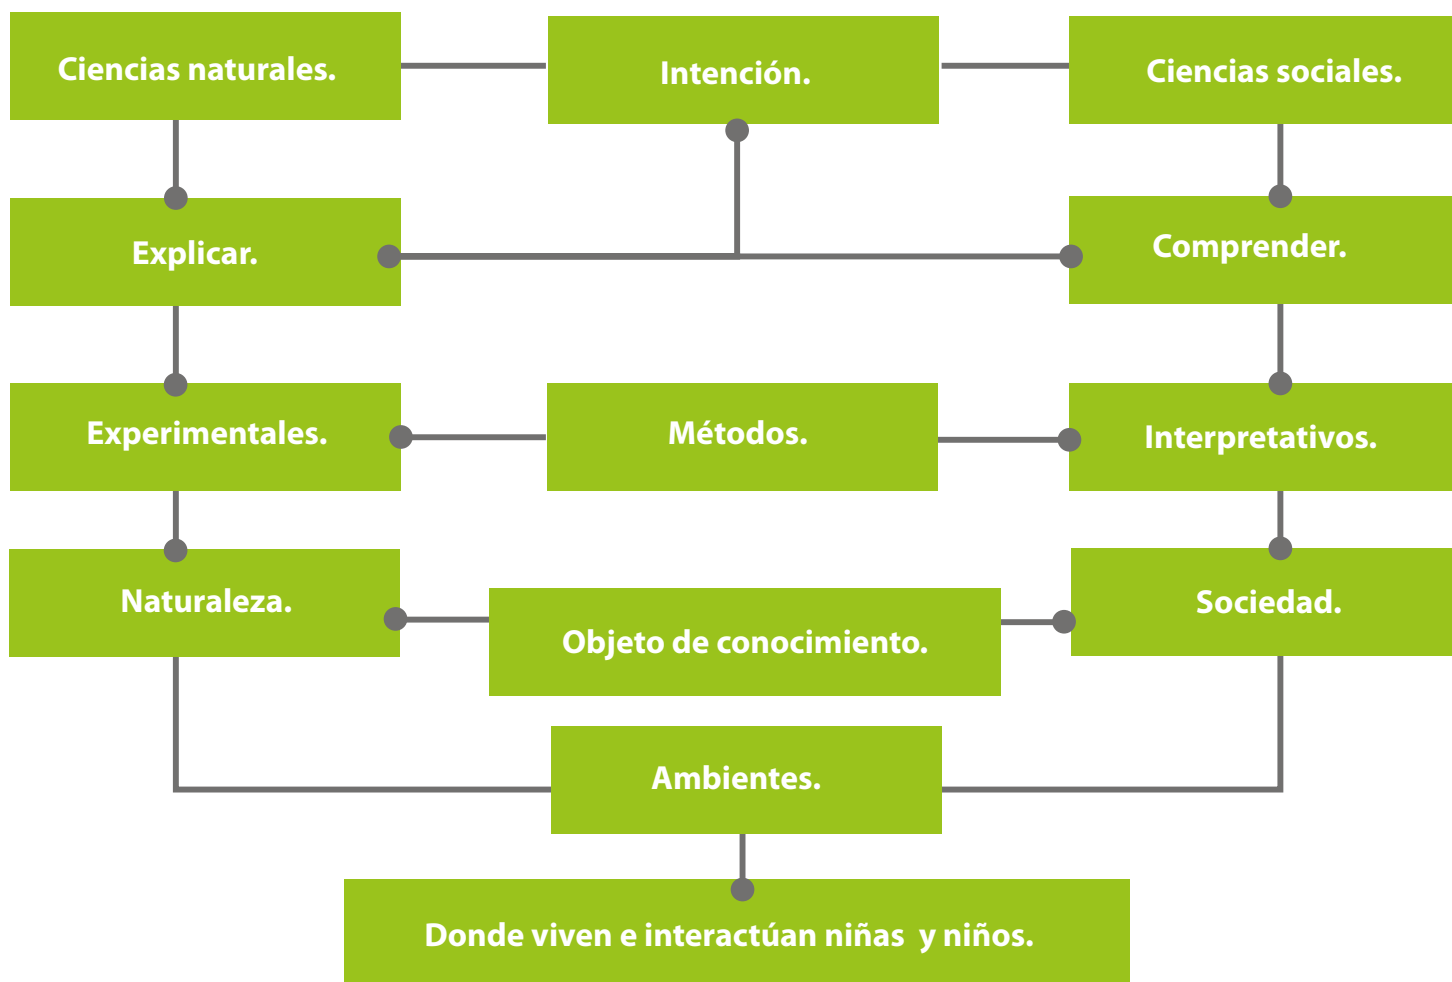 Ciencias naturales.
Intención.
Ciencias sociales.
Explicar.
Comprender.
Experimentales.
Métodos.
Interpretativos.
Naturaleza.
Objeto de conocimiento.
Sociedad.
Ambientes.
Donde viven e interactúan niñas y niños.